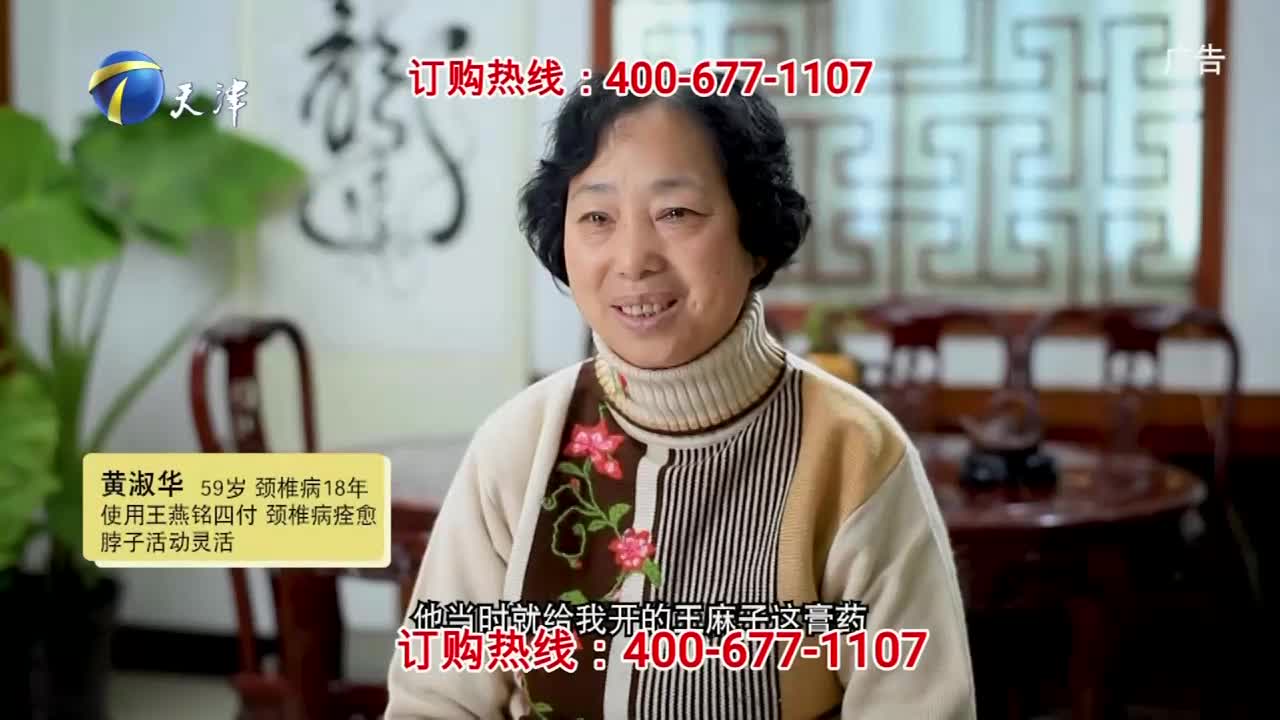 天津
广告
订购热线：400-677-1107
龙
黄淑华 59岁 颈椎病18年
使用王燕铭四付 颈椎病痊愈
脖子活动灵活
他当时就给我开的王麻子这膏药
订购热线：400-677-1107